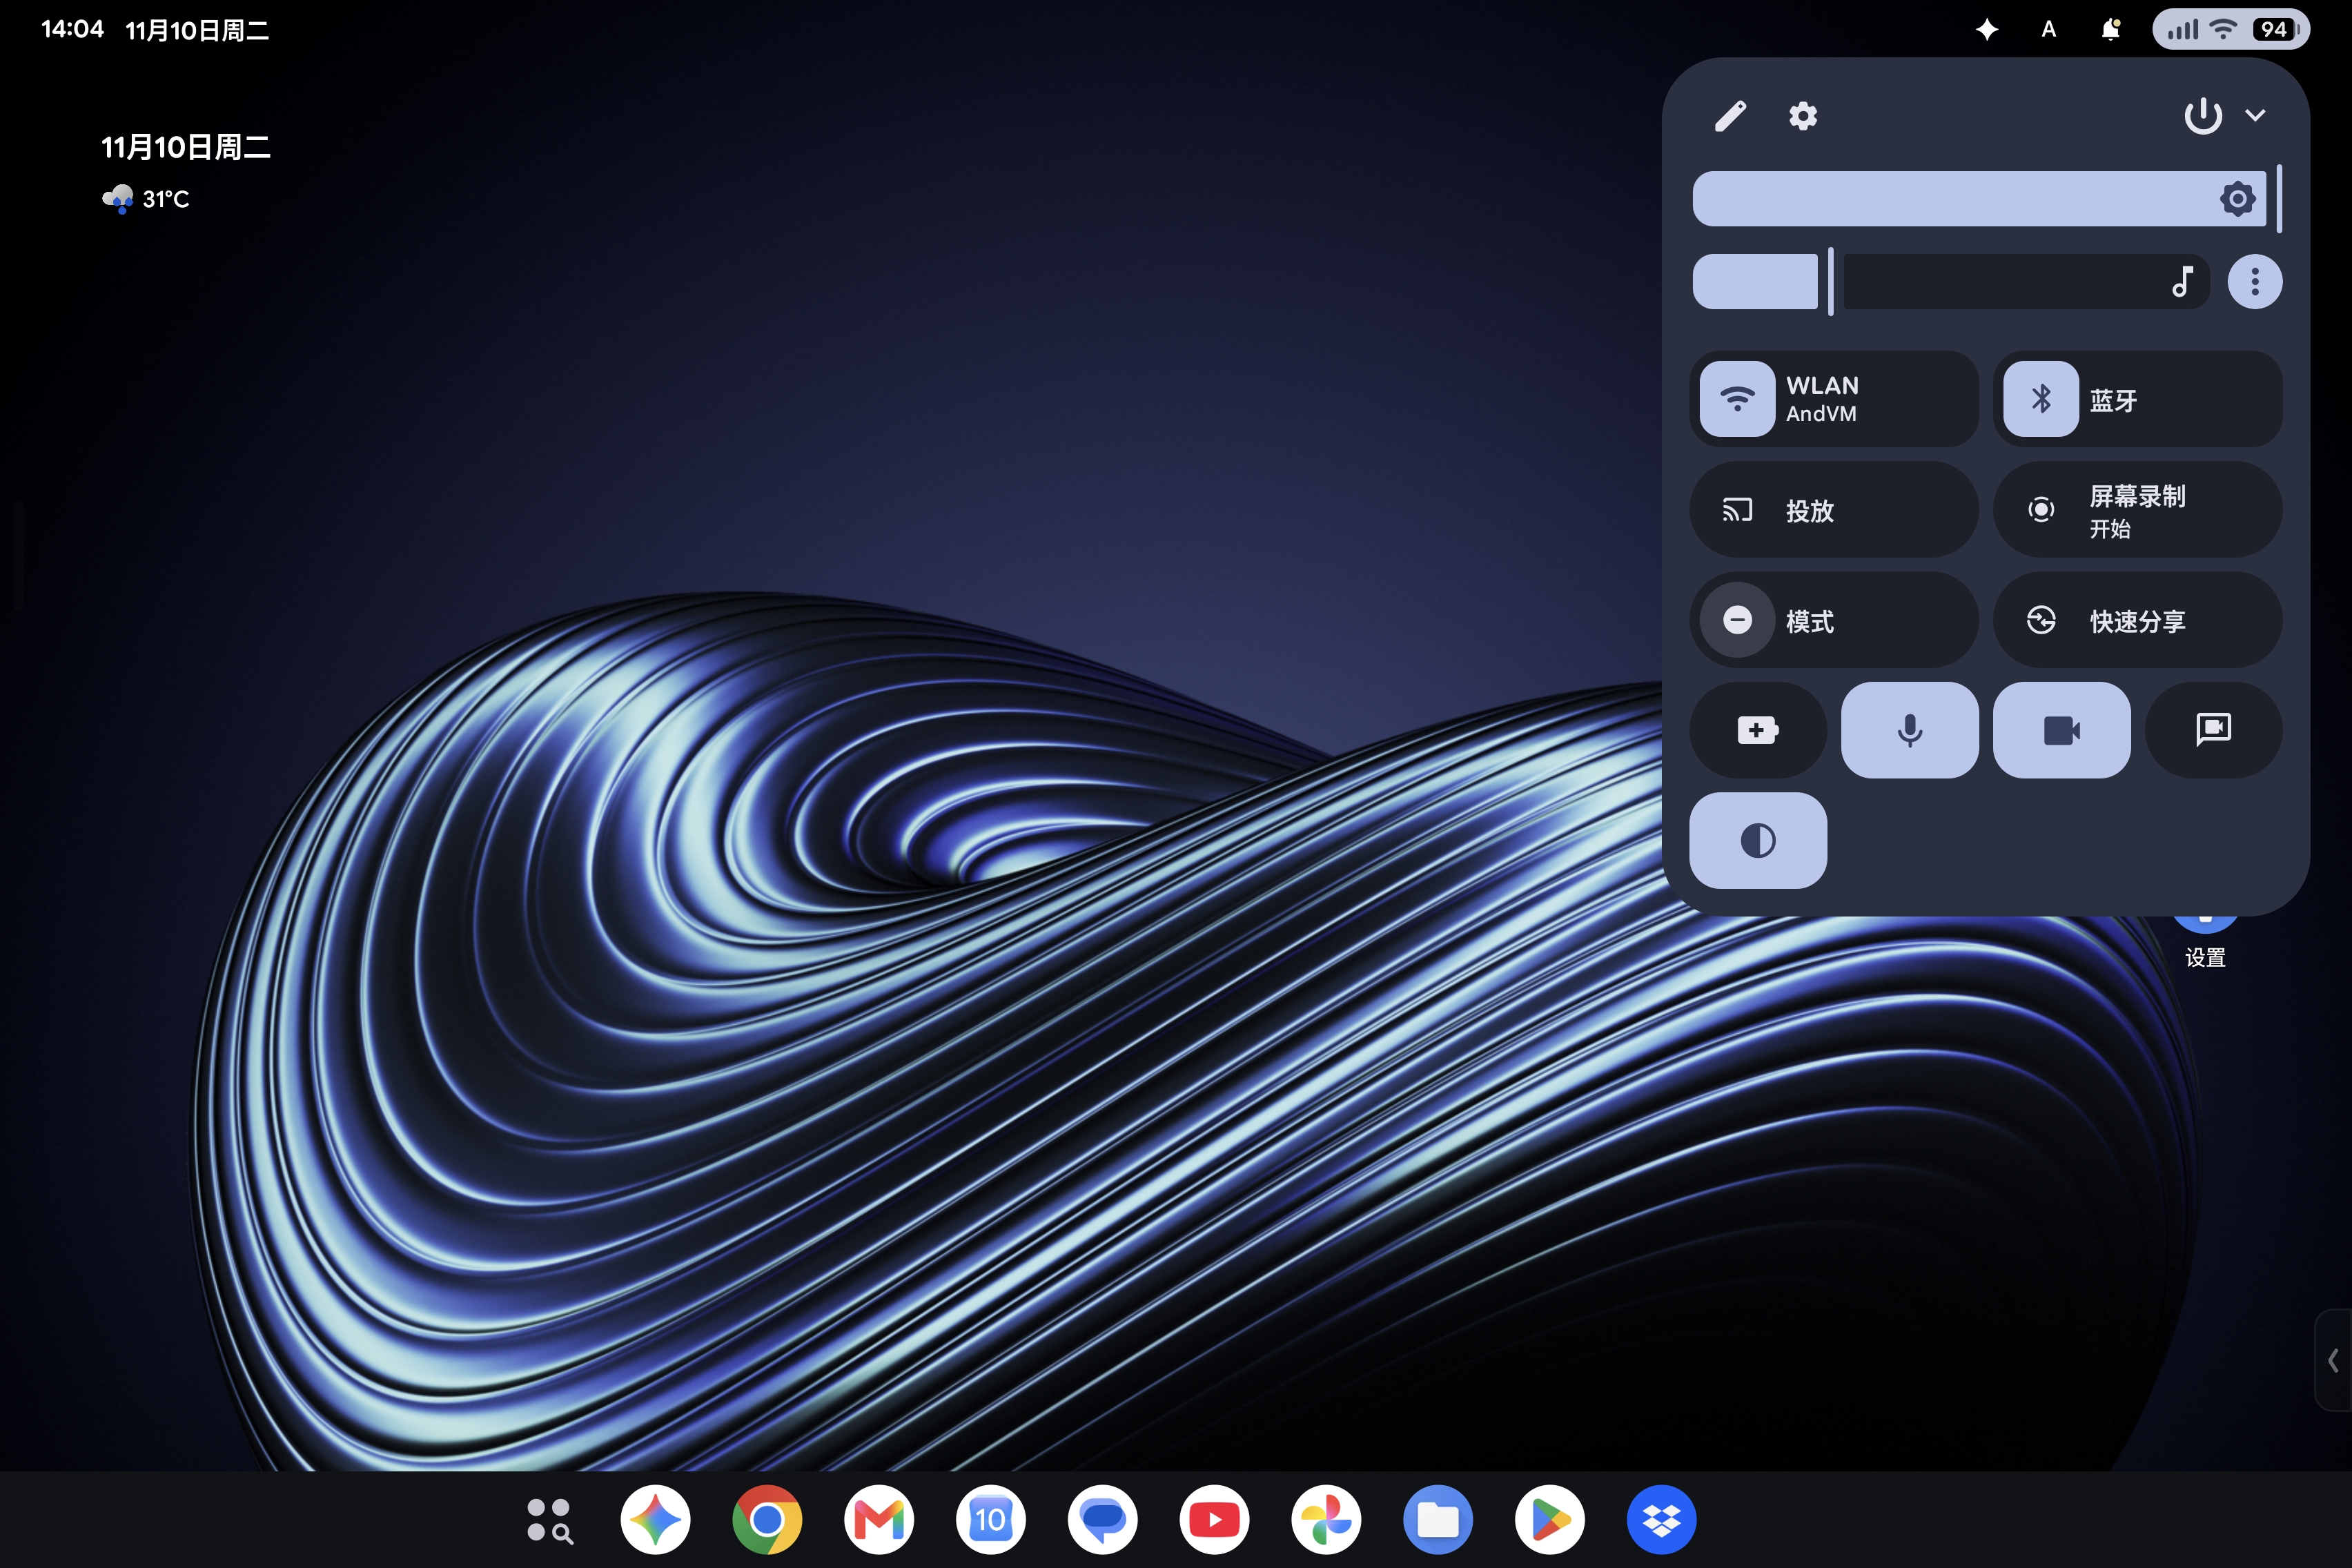 14:04 11月10日周二
A
94
11月10日周二
31°C
WLAN
AndVM
蓝牙
投放
屏幕录制
开始
模式
快速分享
设置
10